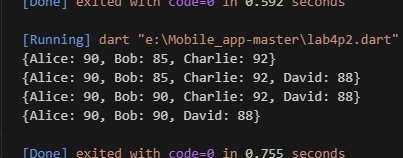 [Done] exited with code=0 in 0.592 seconds
[Running] dart "e:\Mobile_app-master\lab4p2.dart"
{Alice: 90, Bob: 85, Charlie: 92}
{Alice: 90, Bob: 85, Charlie: 92, David: 88}
{Alice: 90, Bob: 90, Charlie: 92, David: 88}
{Alice: 90, Bob: 90, David: 88}
[Done] exited with code=0 in 0.755 seconds